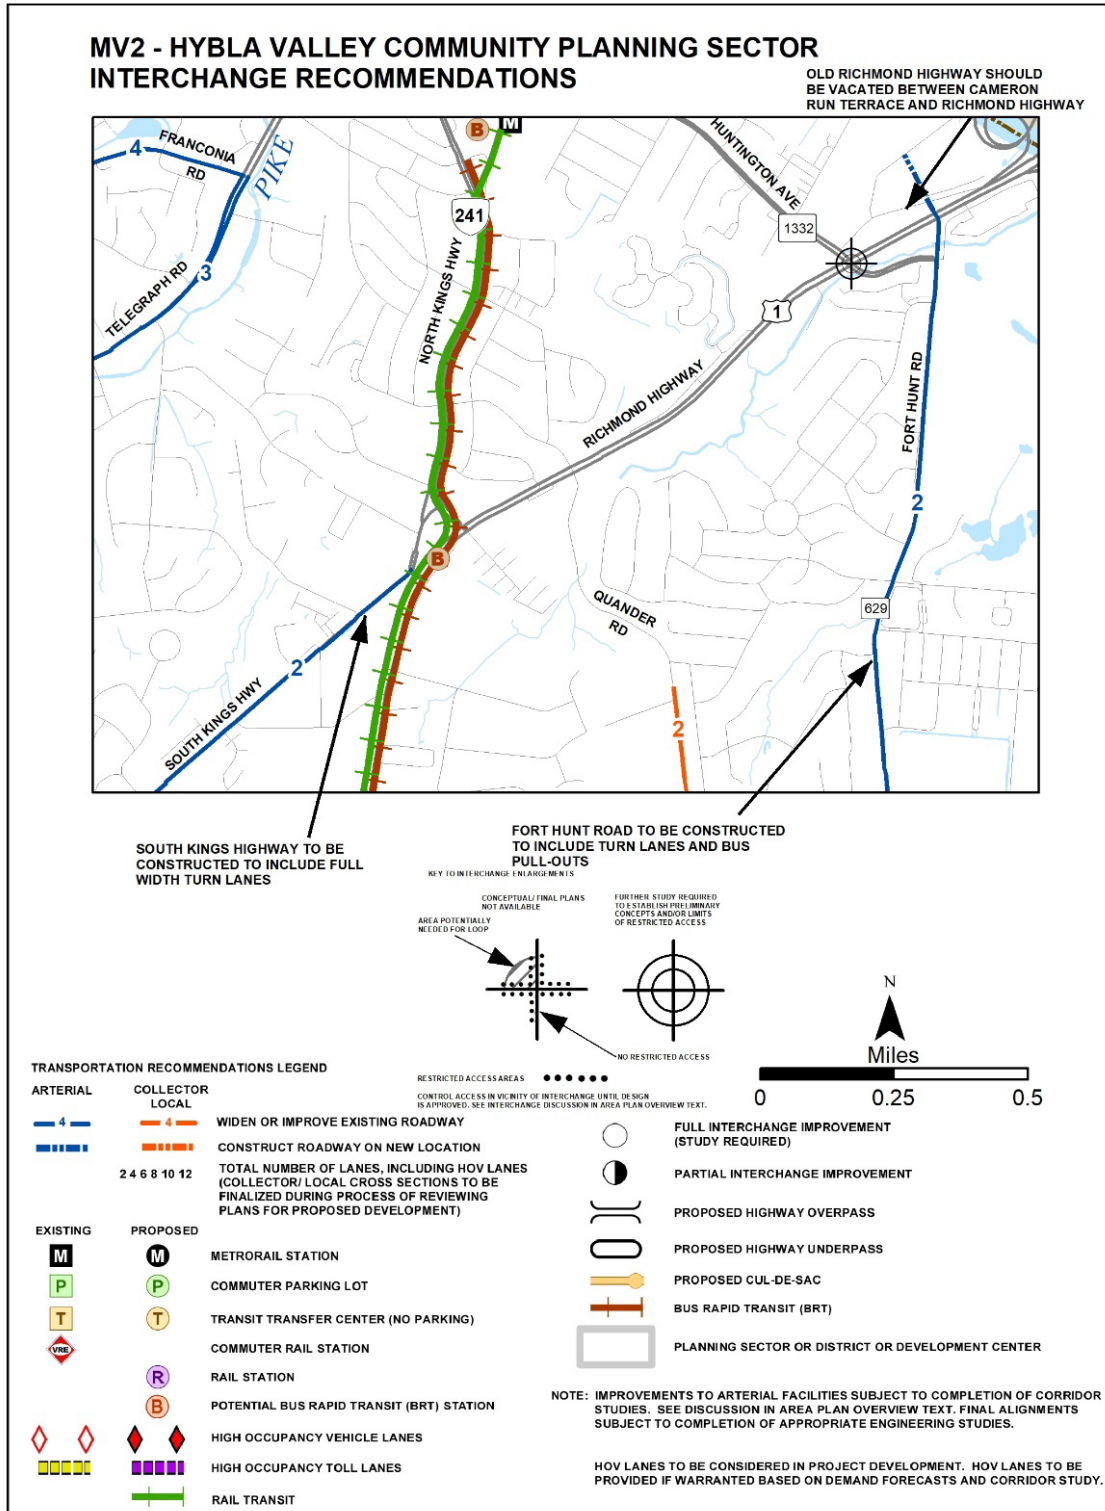 MV2 - HYBLA VALLEY COMMUNITY PLANNING SECTOR
INTERCHANGE RECOMMENDATIONS
OLD RICHMOND HIGHWAY SHOULD
BE VACATED BETWEEN CAMERON
RUN TERRACE AND RICHMOND HIGHWAY
4
FRANCONIA
RD
PIKE
B
M
HUNTINGTON AVE
241
1332
3
TELEGRAPH RD
NORTH KINGS HWY
1
RICHMOND HIGHWAY
FORT HUNT RD
2
B
QUANDER
RD
629
2
SOUTH KINGS HWY
2
SOUTH KINGS HIGHWAY TO BE
CONSTRUCTED TO INCLUDE FULL
WIDTH TURN LANES
FORT HUNT ROAD TO BE CONSTRUCTED
TO INCLUDE TURN LANES AND BUS
PULL-OUTS
KEY TO INTERCHANGE ENLARGEMENTS
CONCEPTUAL/ FINAL PLANS
NOT AVAILABLE
AREA POTENTIALLY
NEEDED FOR LOOP
FURTHER STUDY REQUIRED
TO ESTABLISH PRELIMINARY
CONCEPTS AND/OR LIMITS
OF RESTRICTED ACCESS
NO RESTRICTED ACCESS
RESTRICTED ACCESS AREAS
CONTROL ACCESS IN VICINITY OF INTERCHANGE UNTIL DESIGN
IS APPROVED. SEE INTERCHANGE DISCUSSION IN AREA PLAN OVERVIEW TEXT.
N
Miles
0 0.25 0.5
TRANSPORTATION RECOMMENDATIONS LEGEND
ARTERIAL
COLLECTOR
LOCAL
4 4 WIDEN OR IMPROVE EXISTING ROADWAY
CONSTRUCT ROADWAY ON NEW LOCATION
2 4 6 8 10 12 TOTAL NUMBER OF LANES, INCLUDING HOV LANES
(COLLECTOR/ LOCAL CROSS SECTIONS TO BE
FINALIZED DURING PROCESS OF REVIEWING
PLANS FOR PROPOSED DEVELOPMENT)
EXISTING PROPOSED
M M METRORAIL STATION
P P COMMUTER PARKING LOT
T T TRANSIT TRANSFER CENTER (NO PARKING)
VRE COMMUTER RAIL STATION
R RAIL STATION
B POTENTIAL BUS RAPID TRANSIT (BRT) STATION
HIGH OCCUPANCY VEHICLE LANES
HIGH OCCUPANCY TOLL LANES
RAIL TRANSIT
FULL INTERCHANGE IMPROVEMENT
(STUDY REQUIRED)
PARTIAL INTERCHANGE IMPROVEMENT
PROPOSED HIGHWAY OVERPASS
PROPOSED HIGHWAY UNDERPASS
PROPOSED CUL-DE-SAC
BUS RAPID TRANSIT (BRT)
PLANNING SECTOR OR DISTRICT OR DEVELOPMENT CENTER
NOTE: IMPROVEMENTS TO ARTERIAL FACILITIES SUBJECT TO COMPLETION OF CORRIDOR
STUDIES. SEE DISCUSSION IN AREA PLAN OVERVIEW TEXT. FINAL ALIGNMENTS
SUBJECT TO COMPLETION OF APPROPRIATE ENGINEERING STUDIES.
HOV LANES TO BE CONSIDERED IN PROJECT DEVELOPMENT. HOV LANES TO BE
PROVIDED IF WARRANTED BASED ON DEMAND FORECASTS AND CORRIDOR STUDY.